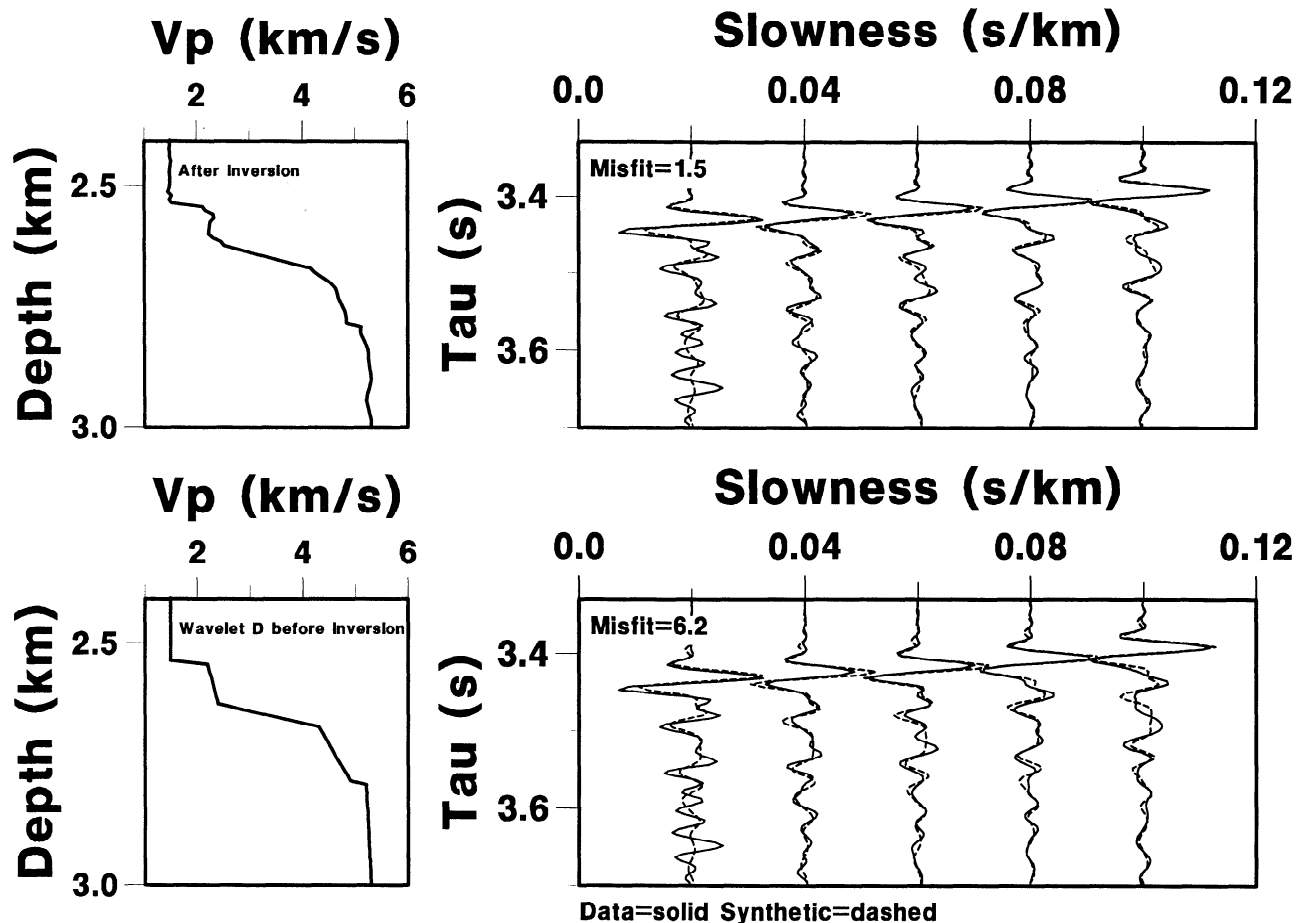 Vp (km/s)
2 4 6
Depth (km)
2.5
3.0
After Inversion
Slowness (s/km)
0.0 0.04 0.08 0.12
Tau (s)
3.4
3.6
Misfit=1.5
Vp (km/s)
2 4 6
Depth (km)
2.5
3.0
Wavelet D before Inversion
Slowness (s/km)
0.0 0.04 0.08 0.12
Tau (s)
3.4
3.6
Misfit=6.2
Data=solid Synthetic=dashed